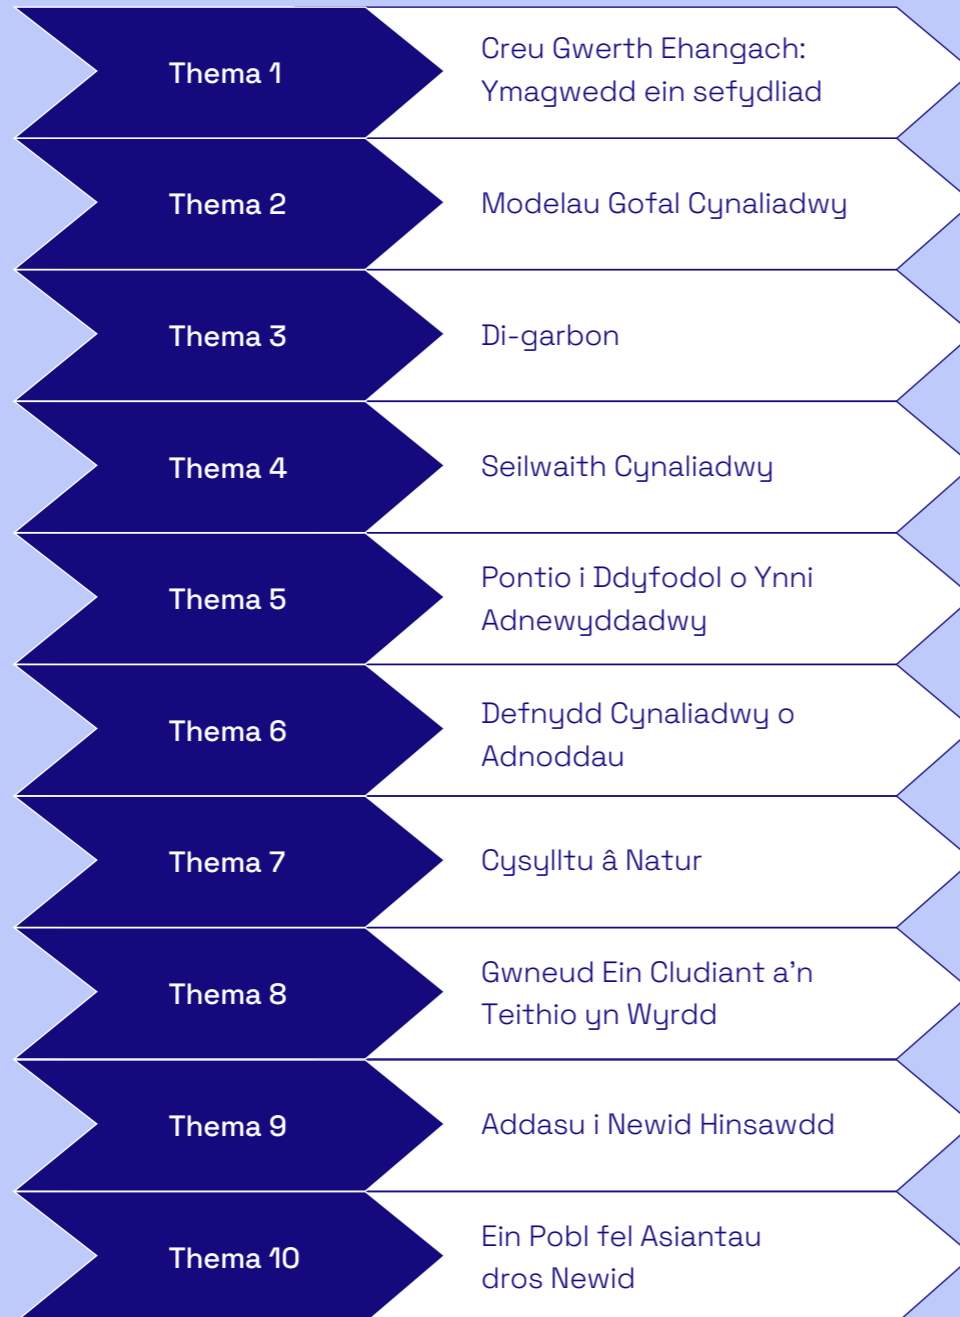 Thema 1
Creu Gwerth Ehangach:
Ymagwedd ein sefydliad
Thema 2
Modelau Gofal Cynaliadwy
Thema 3
Di-garbon
Thema 4
Seilwaith Cynaliadwy
Thema 5
Pontio i Ddyfodol o Ynni
Adnewyddadwy
Thema 6
Defnydd Cynaliadwy o
Adnoddau
Thema 7
Cysylltu â Natur
Thema 8
Gwneud Ein Cludiant a’n
Teithio yn Wyrdd
Thema 9
Addasu i Newid Hinsawdd
Thema 10
Ein Pobl fel Asiantau
dros Newid